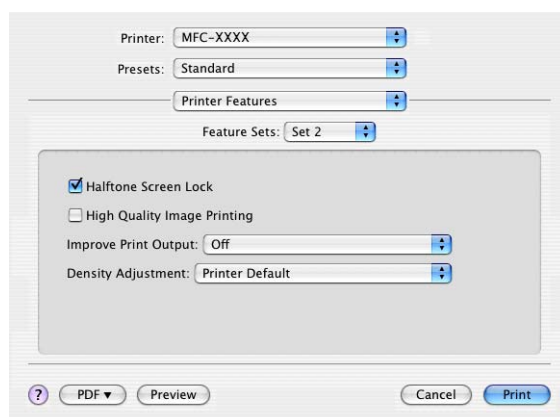 Printer: MFC-XXXX
Presets: Standard
Printer Features
Feature Sets: Set 2
Halftone Screen Lock
High Quality Image Printing
Improve Print Output: Off
Density Adjustment: Printer Default
? PDF ▼ Preview Cancel Print